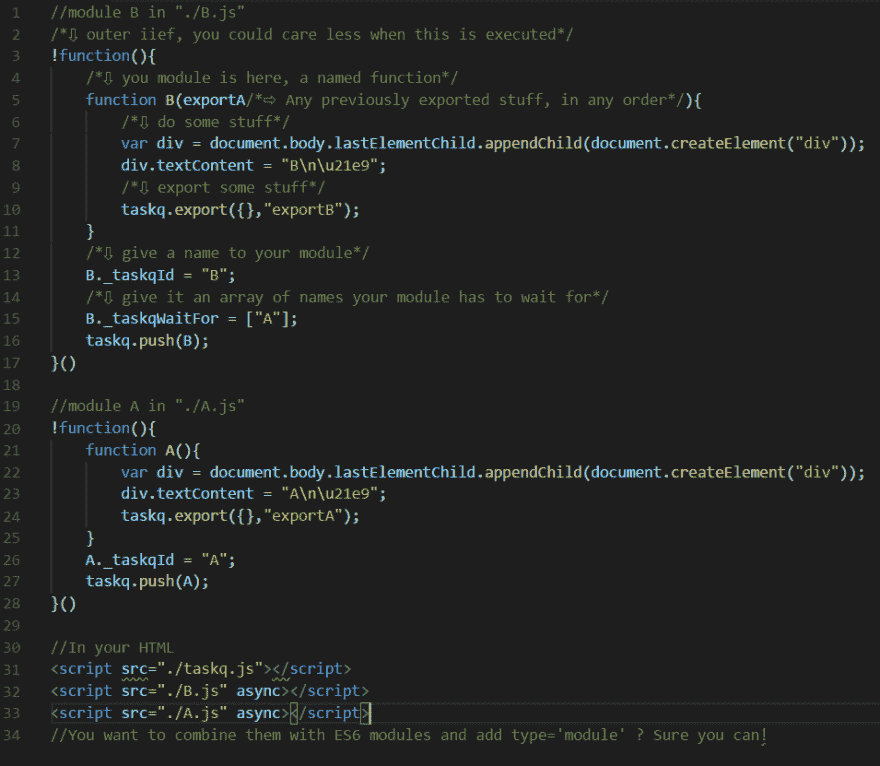 1 //module B in "./B.js"
2 /*⇩ outer iief, you could care less when this is executed*/
3 !function(){
4 /*⇩ you module is here, a named function*/
5 function B(exportA/*⇨ Any previously exported stuff, in any order*/){
6 /*⇩ do some stuff*/
7 var div = document.body.lastElementChild.appendChild(document.createElement("div"));
8 div.textContent = "B\n\u21e9";
9 /*⇩ export some stuff*/
10 taskq.export({},"exportB");
11 }
12 /*⇩ give a name to your module*/
13 B._taskqId = "B";
14 /*⇩ give it an array of names your module has to wait for*/
15 B._taskqWaitFor = ["A"];
16 taskq.push(B);
17 }()
18
19 //module A in "./A.js"
20 !function(){
21 function A(){
22 var div = document.body.lastElementChild.appendChild(document.createElement("div"));
23 div.textContent = "A\n\u21e9";
24 taskq.export({},"exportA");
25 }
26 A._taskqId = "A";
27 taskq.push(A);
28 }()
29
30 //In your HTML
31 <script src="./taskq.js"></script>
32 <script src="./B.js" async></script>
33 <script src="./A.js" async></script>
34 //You want to combine them with ES6 modules and add type='module' ? Sure you can!